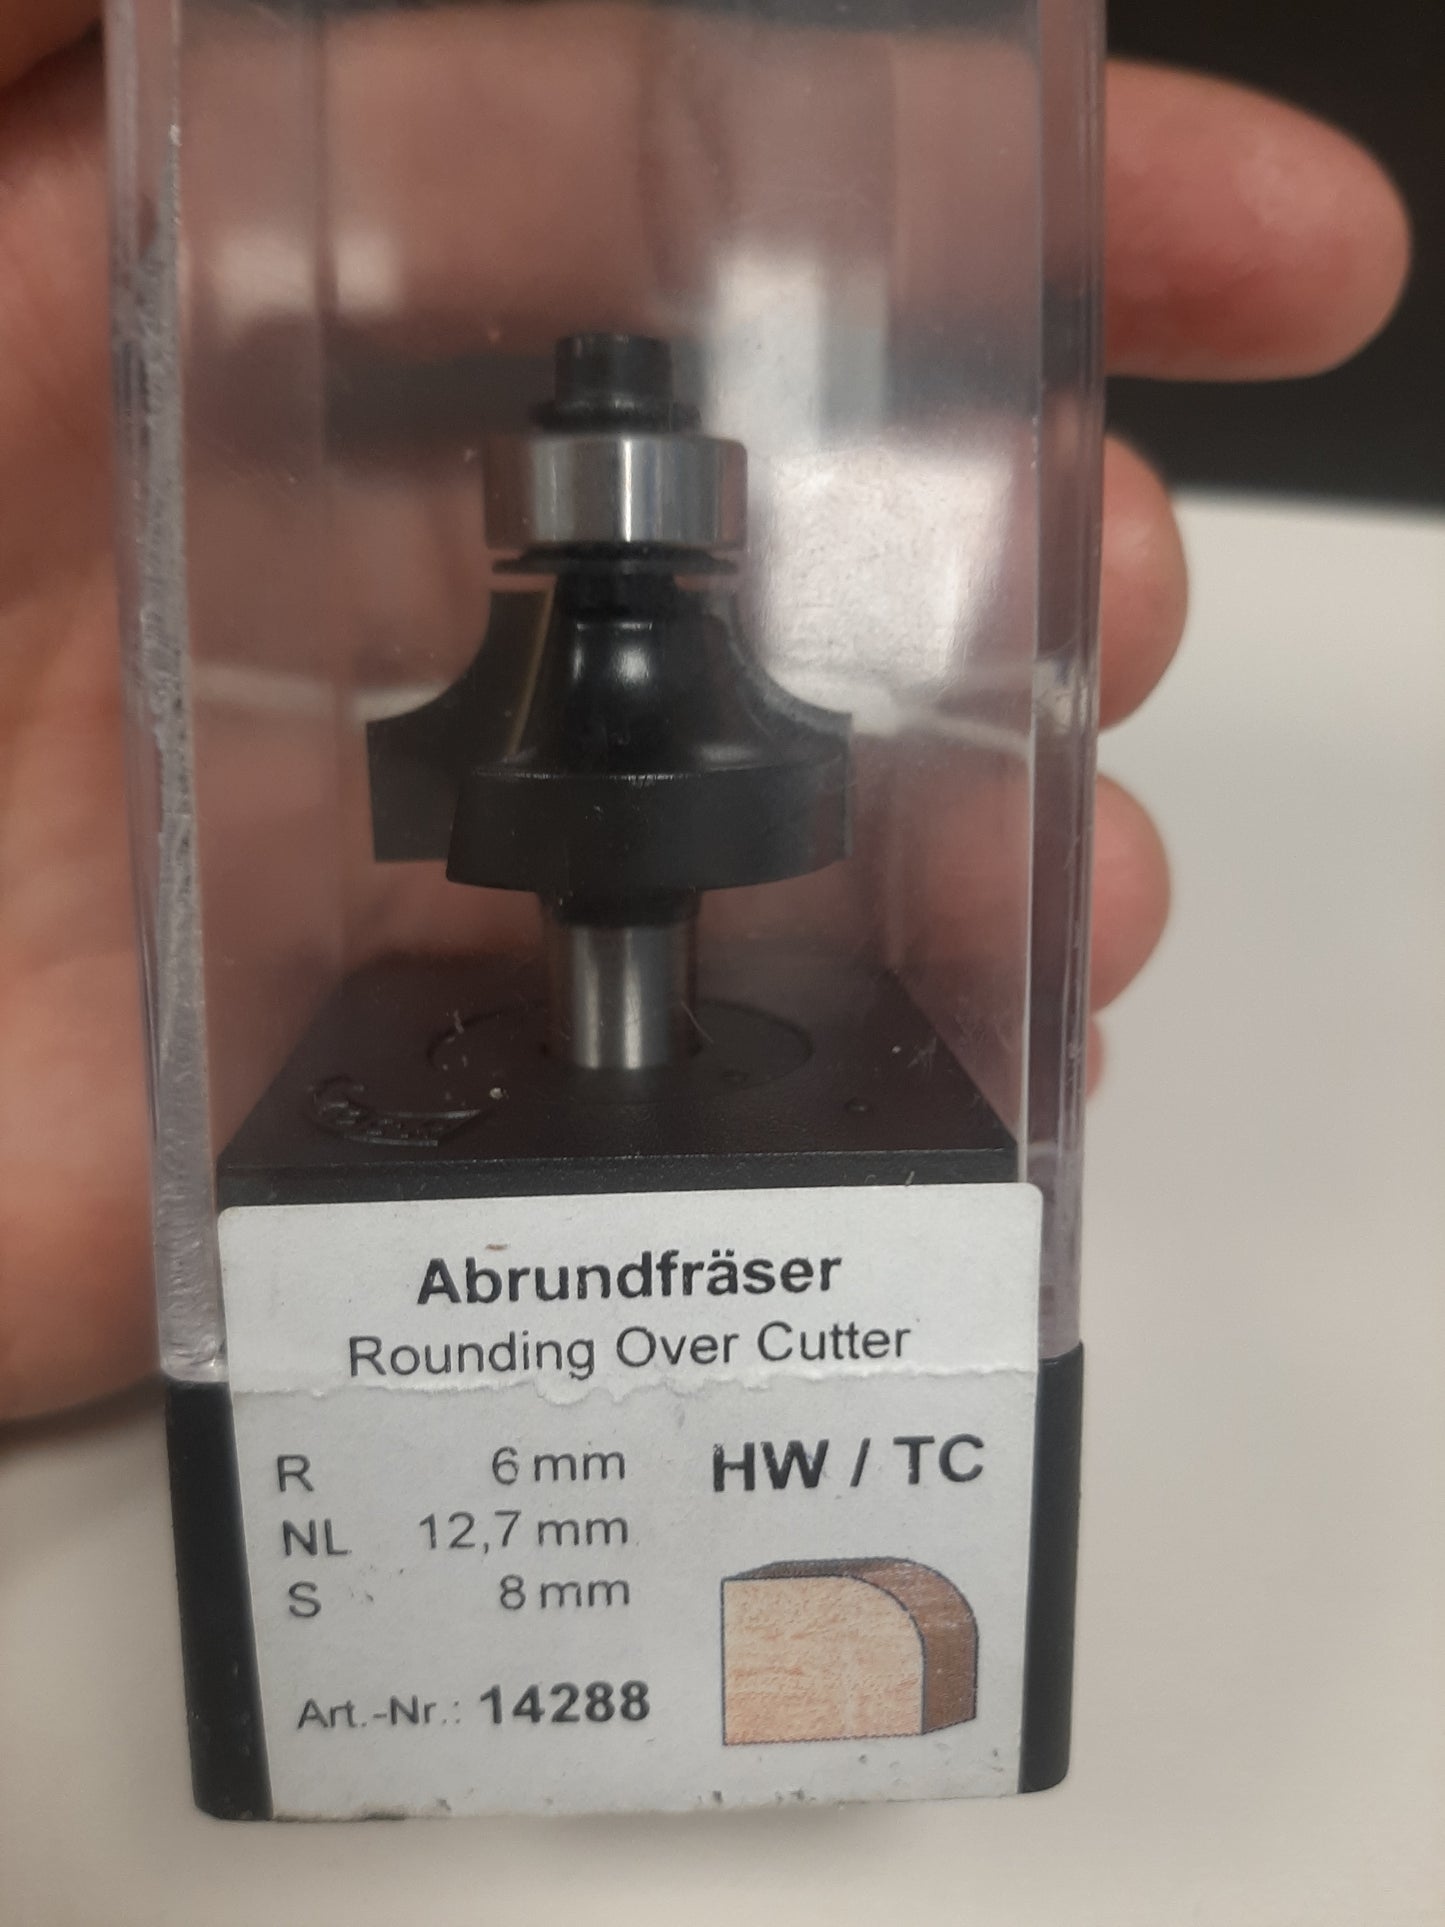 Abrundfräser
Rounding Over Cutter
R 6 mm HW / TC
NL 12,7 mm
S 8 mm
Art.-Nr.: 14288